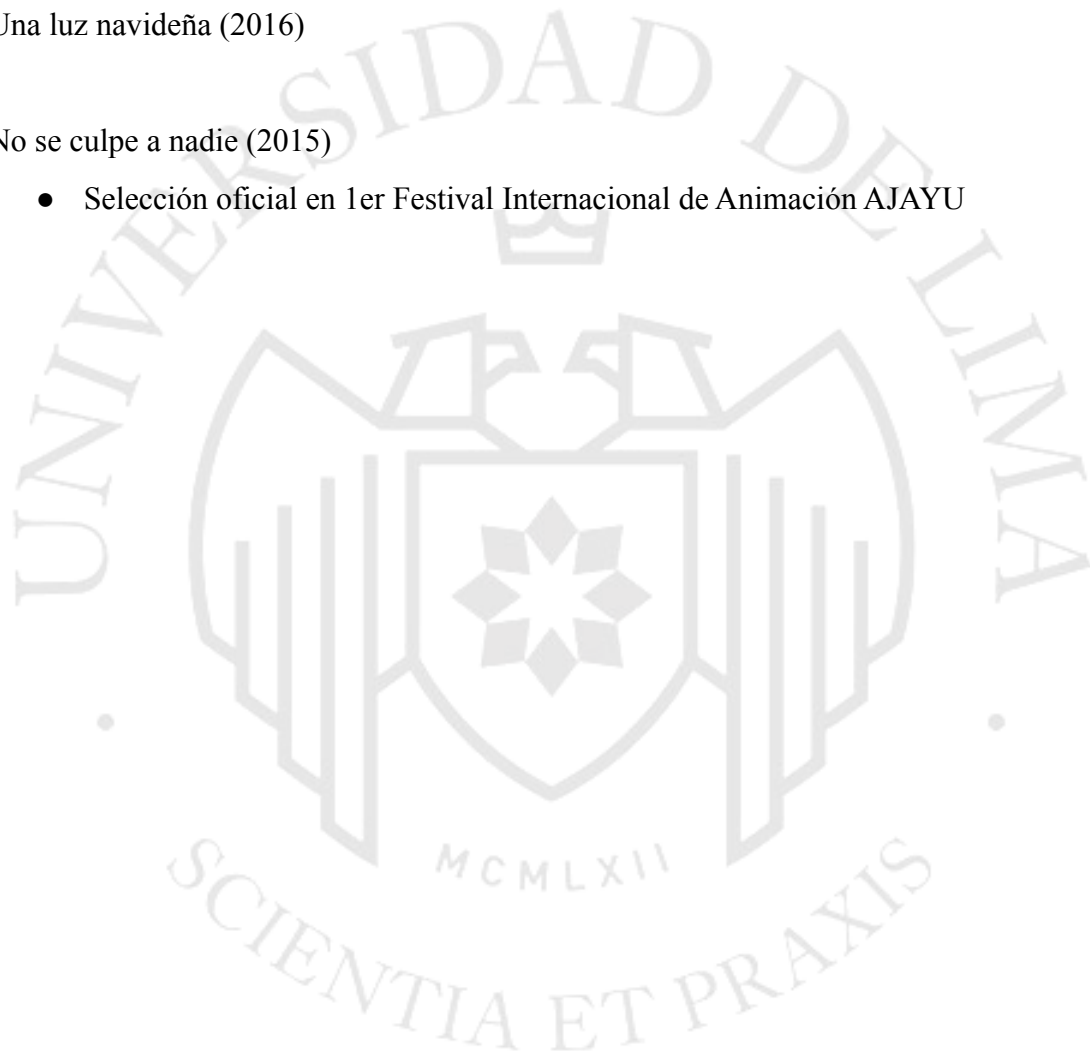 Una luz navideña (2016)
No se culpe a nadie (2015)
● Selección oficial en 1er Festival Internacional de Animación AJAYU
UNIVERSIDAD DE LIMA
MCMLXII
SCIENTIA ET PRAXIS